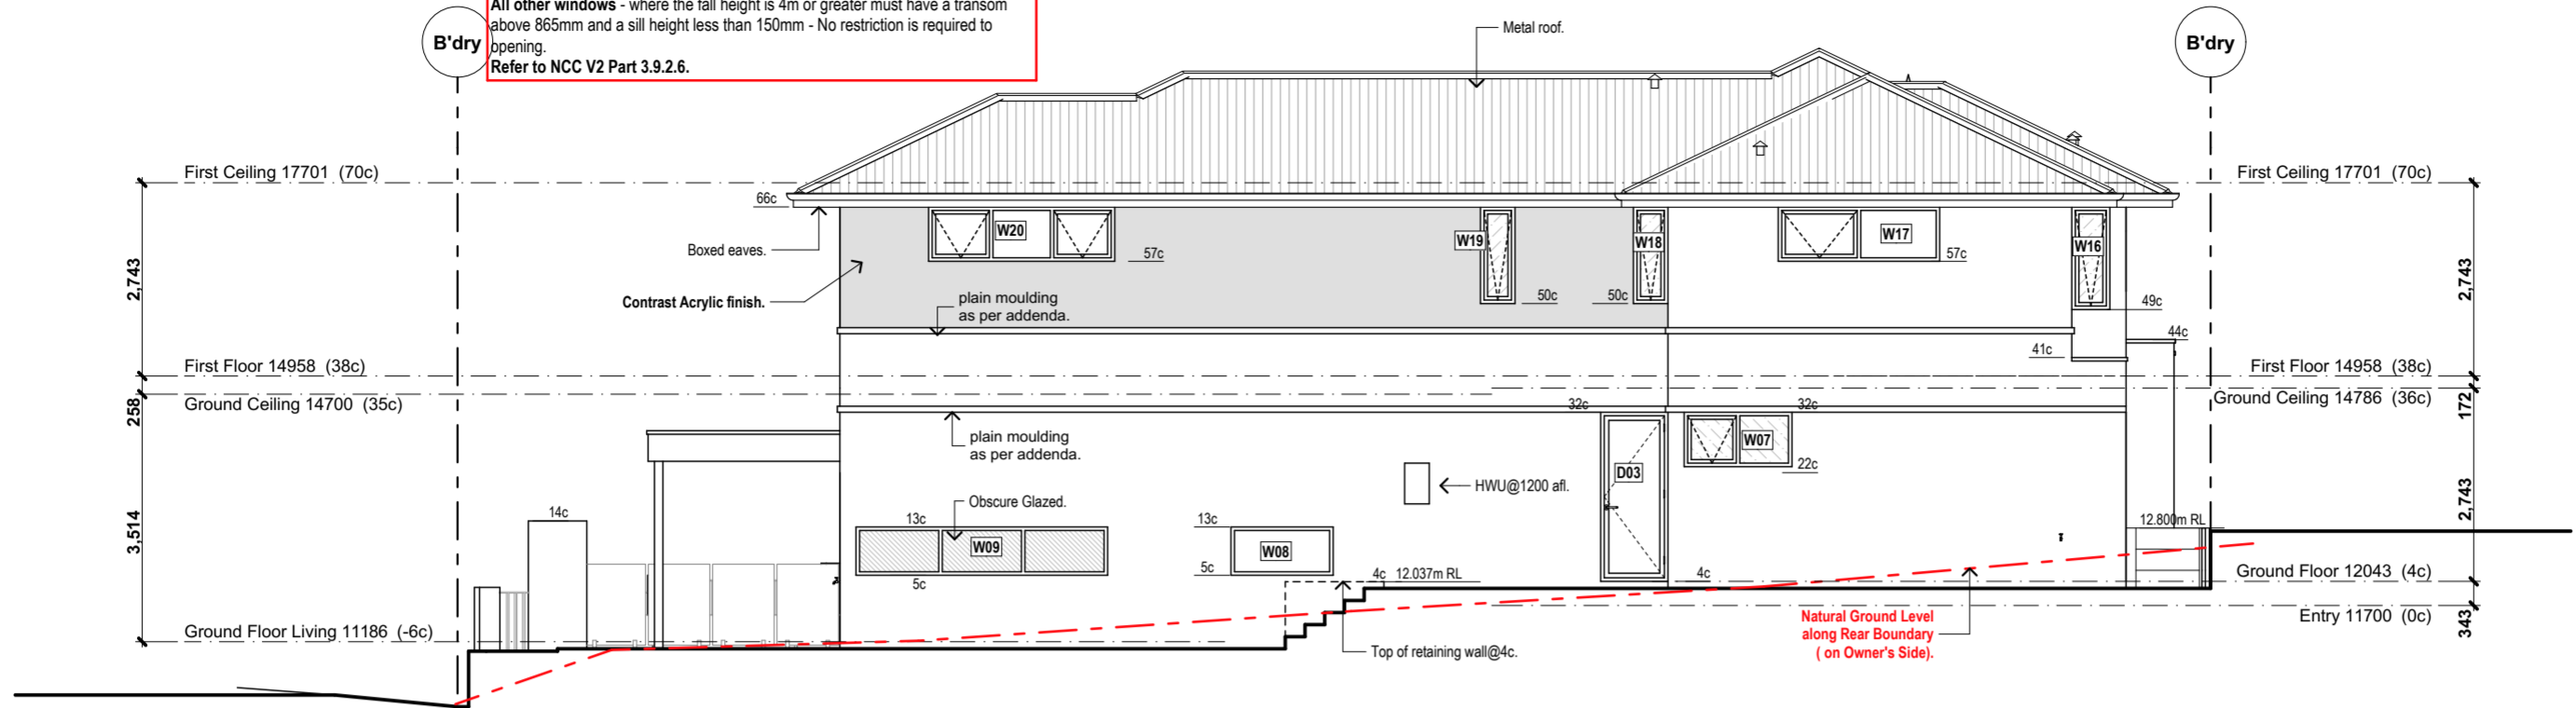 All other windows - where the fall height is 4m or greater must have a transom
above 865mm and a sill height less than 150mm - No restriction is required to
opening.
Refer to NCC V2 Part 3.9.2.6.
B'dry
B'dry
Metal roof.
First Ceiling 17701 (70c)
First Ceiling 17701 (70c)
66c
Boxed eaves.
W20
57c
W19
50c
W18
50c
W17
57c
W16
49c
Contrast Acrylic finish.
plain moulding
as per addenda.
2,743
2,743
44c
41c
First Floor 14958 (38c)
First Floor 14958 (38c)
Ground Ceiling 14700 (35c)
Ground Ceiling 14786 (36c)
258
172
32c
32c
plain moulding
as per addenda.
D03
W07
22c
HWU@1200 afl.
Obscure Glazed.
14c
13c
W09
5c
13c
W08
5c
3,514
2,743
12.800m RL
4c
12.037m RL
4c
Ground Floor 12043 (4c)
Entry 11700 (0c)
343
Natural Ground Level
along Rear Boundary
( on Owner's Side).
Ground Floor Living 11186 (-6c)
Top of retaining wall@4c.